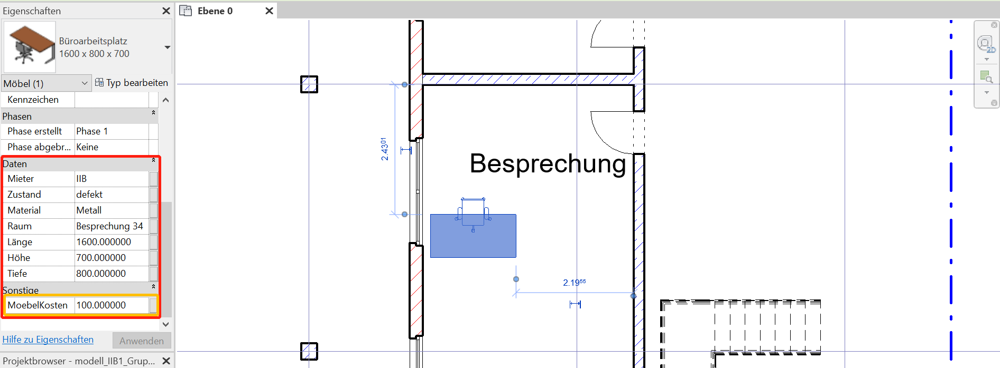 Eigenschaften
Ebene 0
Büroarbeitsplatz
1600 x 800 x 700
Möbel (1)
Typ bearbeiten
Kennzeichen
Phasen
Phase erstellt Phase 1
Phase abgebr... Keine
Daten
Mieter IIB
Zustand defekt
Material Metall
Raum Besprechung 34
Länge 1600.000000
Höhe 700.000000
Tiefe 800.000000
Sonstige
MoebelKosten 100.000000
Hilfe zu Eigenschaften
Anwenden
Projektbrowser - modell_IIB1_Grup...
2.43⁰¹
Besprechung
2.19⁵⁵
2D